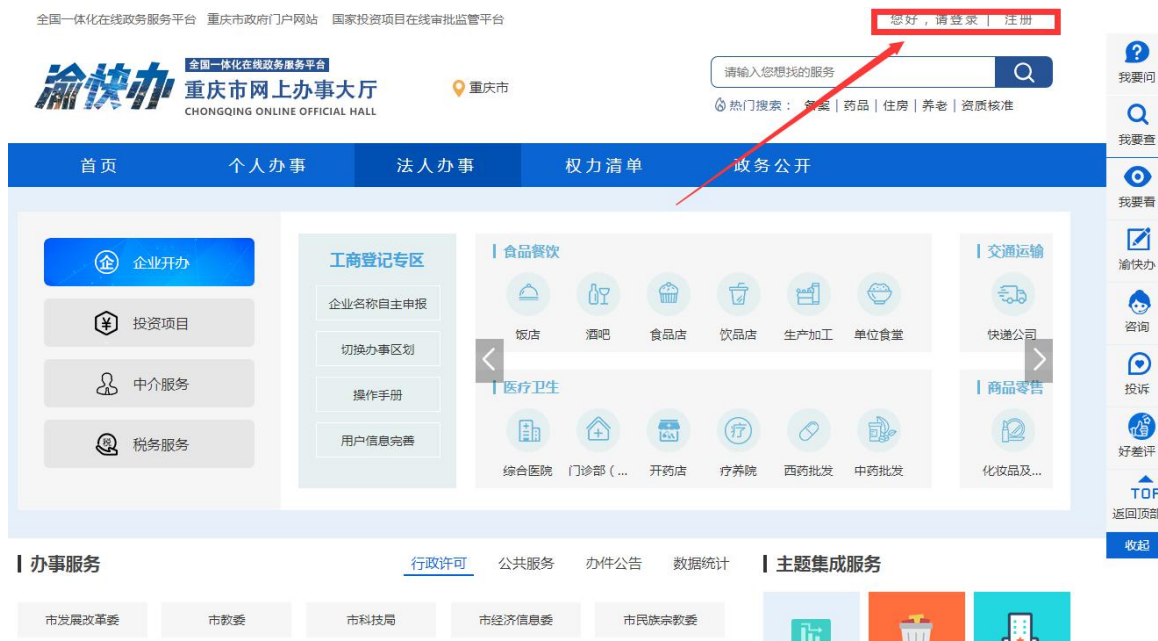 全国一体化在线政务服务平台 重庆市政府门户网站 国家投资项目在线审批监管平台
您好，请登录 | 注册
渝快办
全国一体化在线政务服务平台
重庆市网上办事大厅
CHONGQING ONLINE OFFICIAL HALL
重庆市
请输入您想找的服务
热门搜索： 备案 | 药品 | 住房 | 养老 | 资质核准
首页 个人办事 法人办事 权力清单 政务公开
企 企业开办
投资项目
中介服务
税 税务服务
工商登记专区
企业名称自主申报
切换办事区划
操作手册
用户信息完善
食品餐饮
饭店 酒吧 食品店 饮品店 生产加工 单位食堂
医疗卫生
疗
综合医院 门诊部（... 开药店 疗养院 西药批发 中药批发
交通运输
快递公司
商品零售
化妆品及...
我要问
我要查
我要看
渝快办
咨询
投诉
好差评
TOP
返回顶部
收起
办事服务
行政许可 公共服务 办件公告 数据统计
主题集成服务
市发展改革委 市教委 市科技局 市经济信息委 市民族宗教委